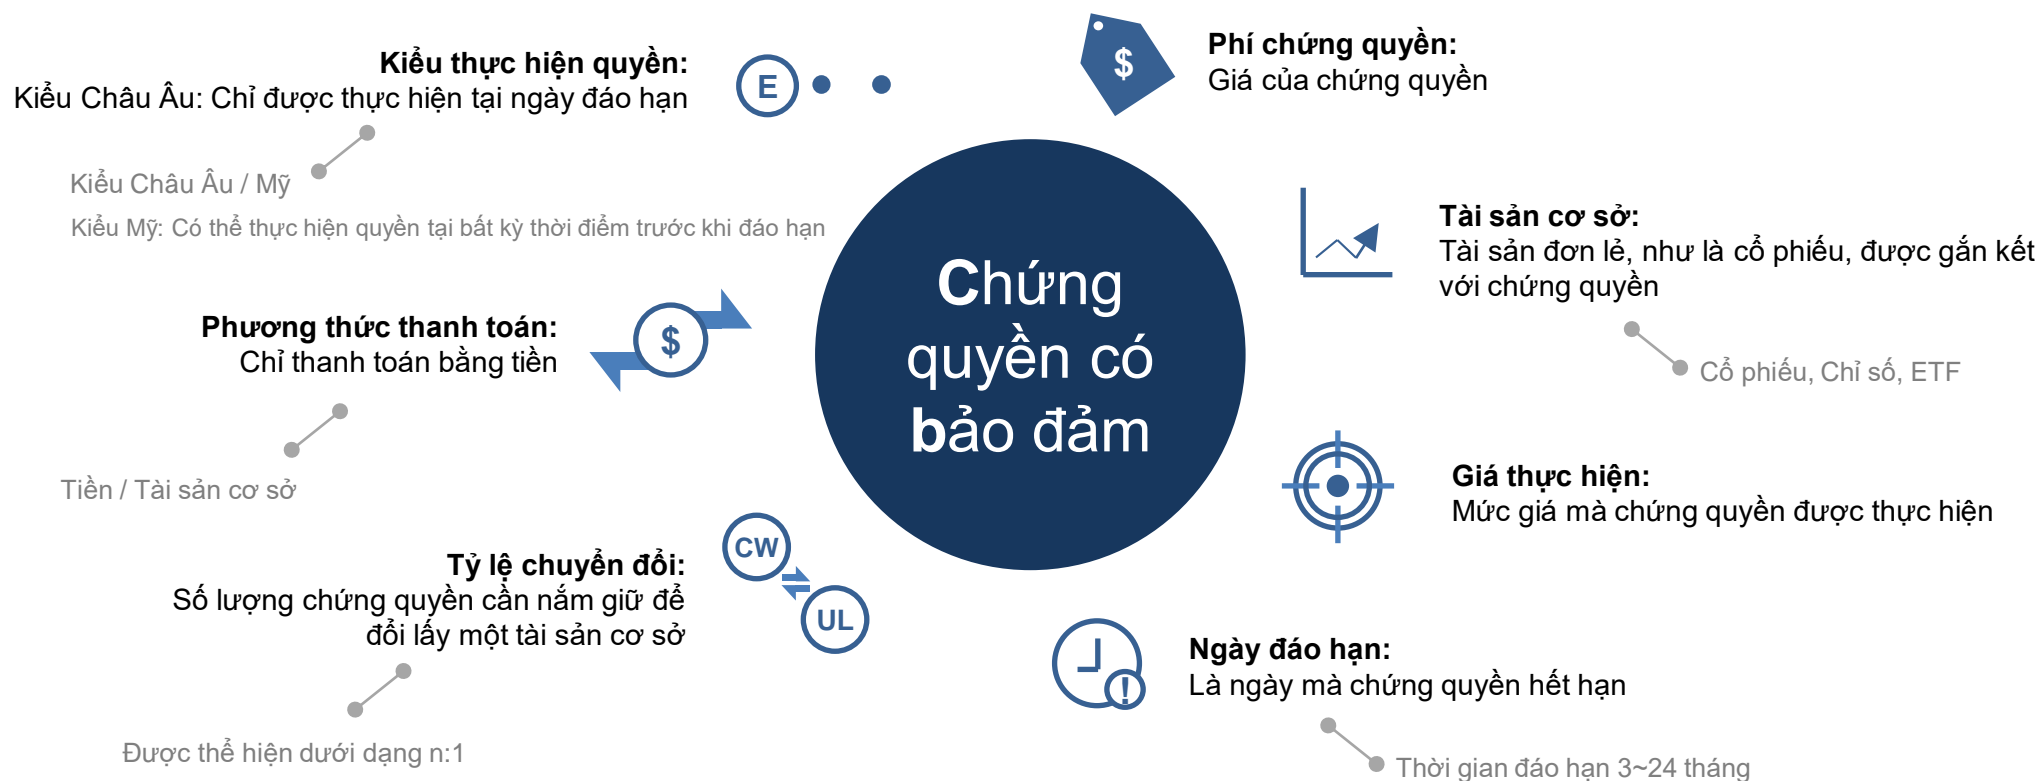 Kiểu thực hiện quyền:
Kiểu Châu Âu: Chỉ được thực hiện tại ngày đáo hạn
E
Kiểu Châu Âu / Mỹ
Kiểu Mỹ: Có thể thực hiện quyền tại bất kỳ thời điểm trước khi đáo hạn
Phương thức thanh toán:
Chỉ thanh toán bằng tiền
$
Tiền / Tài sản cơ sở
Tỷ lệ chuyển đổi:
Số lượng chứng quyền cần nắm giữ để
đổi lấy một tài sản cơ sở
CW
UL
Được thể hiện dưới dạng n:1
Chứng
quyền có
bảo đảm
$
Phí chứng quyền:
Giá của chứng quyền
Tài sản cơ sở:
Tài sản đơn lẻ, như là cổ phiếu, được gắn kết
với chứng quyền
Cổ phiếu, Chỉ số, ETF
Giá thực hiện:
Mức giá mà chứng quyền được thực hiện
!
Ngày đáo hạn:
Là ngày mà chứng quyền hết hạn
Thời gian đáo hạn 3~24 tháng